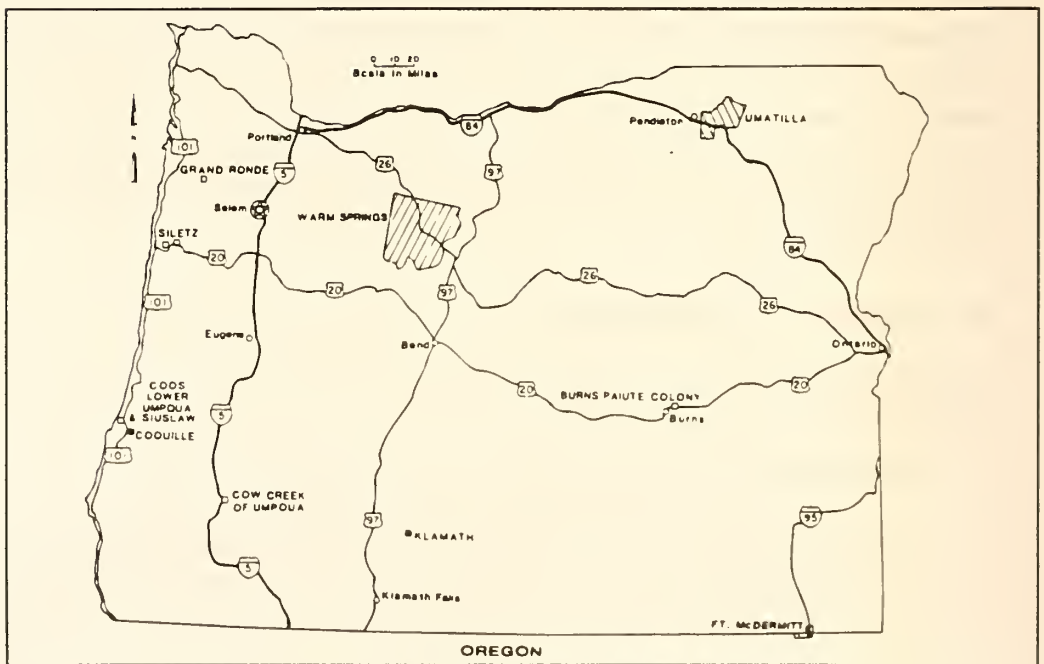 0 10 20
Scale in Miles
Portland
84
Pendleton
UMATILLA
101
GRAND RONDE
5
26
97
Salem
WARM SPRINGS
SILETZ
20
84
20
97
26
26
101
Eugene
Bend
Ontario
COOS
LOWER
UMPQUA
& SIUSLAW
COQUILLE
5
20
BURNS PAIUTE COLONY
20
Burns
101
COW CREEK
OF UMPQUA
97
KLAMATH
95
5
Klamath Falls
FT. McDERMITT
OREGON